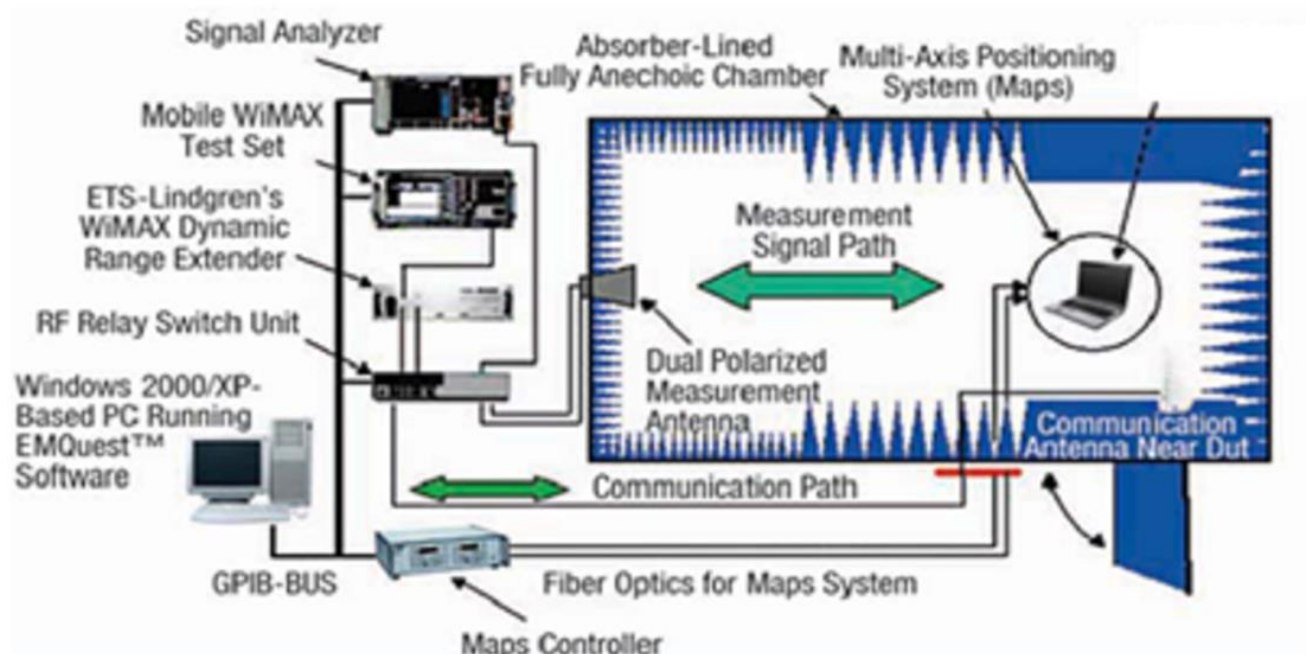 Signal Analyzer
Absorber-Lined
Fully Anechoic Chamber
Multi-Axis Positioning
System (Maps)
Mobile WiMAX
Test Set
ETS-Lindgren's
WiMAX Dynamic
Range Extender
Measurement
Signal Path
RF Relay Switch Unit
Dual Polarized
Measurement
Antenna
Windows 2000/XP-
Based PC Running
EMQuest™
Software
Communication
Antenna Near Dut
Communication Path
GPIB-BUS
Fiber Optics for Maps System
Maps Controller